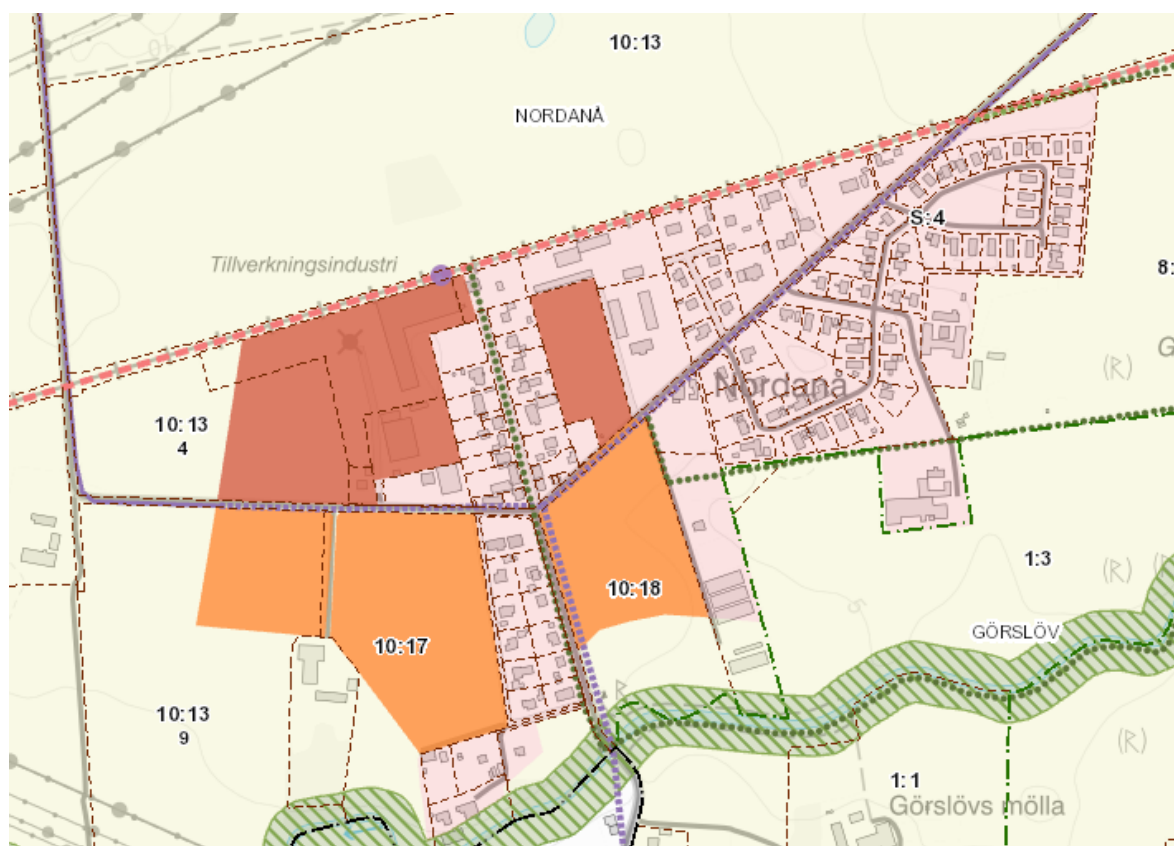 10:13
NORDANÅ
S:4
8:
Tillverkningsindustri
G
(R)
Nordanå
10:13
4
(R)
1:3
(R)
(R)
10:18
5
GÖRSLÖV
10:17
10:13
9
R
(R)
1:1
Görslövs mölla